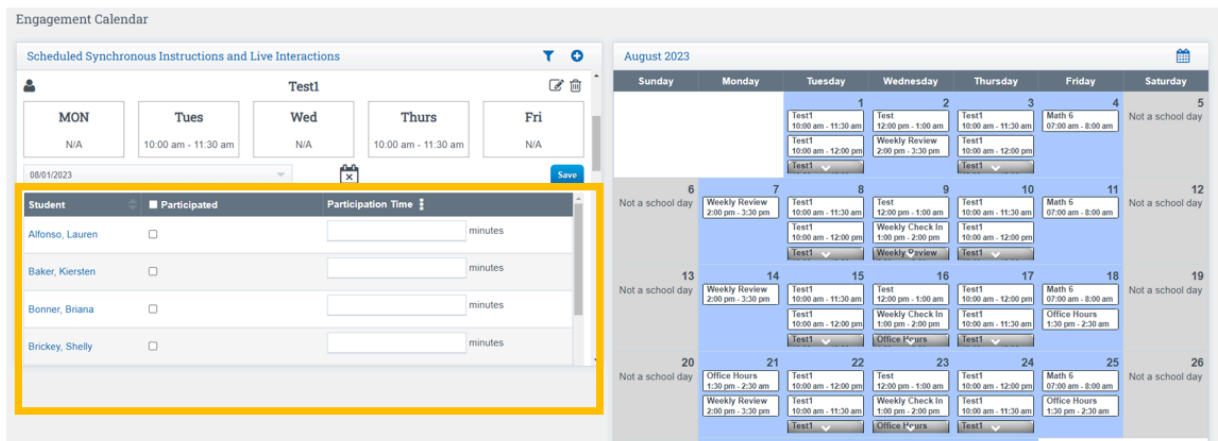 Engagement Calendar
Scheduled Synchronous Instructions and Live Interactions
Test1
MON Tues Wed Thurs Fri
N/A 10:00 am - 11:30 am N/A 10:00 am - 11:30 am N/A
08/01/2023 Save
Student Participated Participation Time
Alfonso, Lauren minutes
Baker, Kiersten minutes
Bonner, Briana minutes
Brickey, Shelly minutes
August 2023
Sunday Monday Tuesday Wednesday Thursday Friday Saturday
1 2 3 4 5
Test1 Test Test1 Math 6 Not a school day
10:00 am - 11:30 am 12:00 pm - 1:00 am 10:00 am - 11:30 am 07:00 am - 8:00 am
Test1 Weekly Review Test1
10:00 am - 12:00 pm 2:00 pm - 3:30 pm 10:00 am - 12:00 pm
Test1 Test1
6 7 8 9 10 11 12
Not a school day Weekly Review Test1 Test Test1 Math 6 Not a school day
2:00 pm - 3:30 pm 10:00 am - 11:30 am 12:00 pm - 1:00 am 10:00 am - 11:30 am 07:00 am - 8:00 am
Test1 Weekly Check In Test1
10:00 am - 12:00 pm 1:00 pm - 2:00 pm 10:00 am - 12:00 pm
Test1 Weekly Review Test1
13 14 15 16 17 18 19
Not a school day Weekly Review Test1 Test Test1 Math 6 Not a school day
2:00 pm - 3:30 pm 10:00 am - 11:30 am 12:00 pm - 1:00 am 10:00 am - 12:00 pm 07:00 am - 8:00 am
Test1 Weekly Check In Test1 Office Hours
10:00 am - 12:00 pm 1:00 pm - 2:00 pm 10:00 am - 11:30 am 1:30 pm - 2:30 am
Test1 Office Hours Test1
20 21 22 23 24 25 26
Not a school day Office Hours Test1 Test Test1 Math 6 Not a school day
1:30 pm - 2:30 am 10:00 am - 12:00 pm 12:00 pm - 1:00 am 10:00 am - 12:00 pm 07:00 am - 8:00 am
Weekly Review Test1 Weekly Check In Test1 Office Hours
2:00 pm - 3:30 pm 10:00 am - 11:30 am 1:00 pm - 2:00 pm 10:00 am - 11:30 am 1:30 pm - 2:30 am
Test1 Office Hours Test1